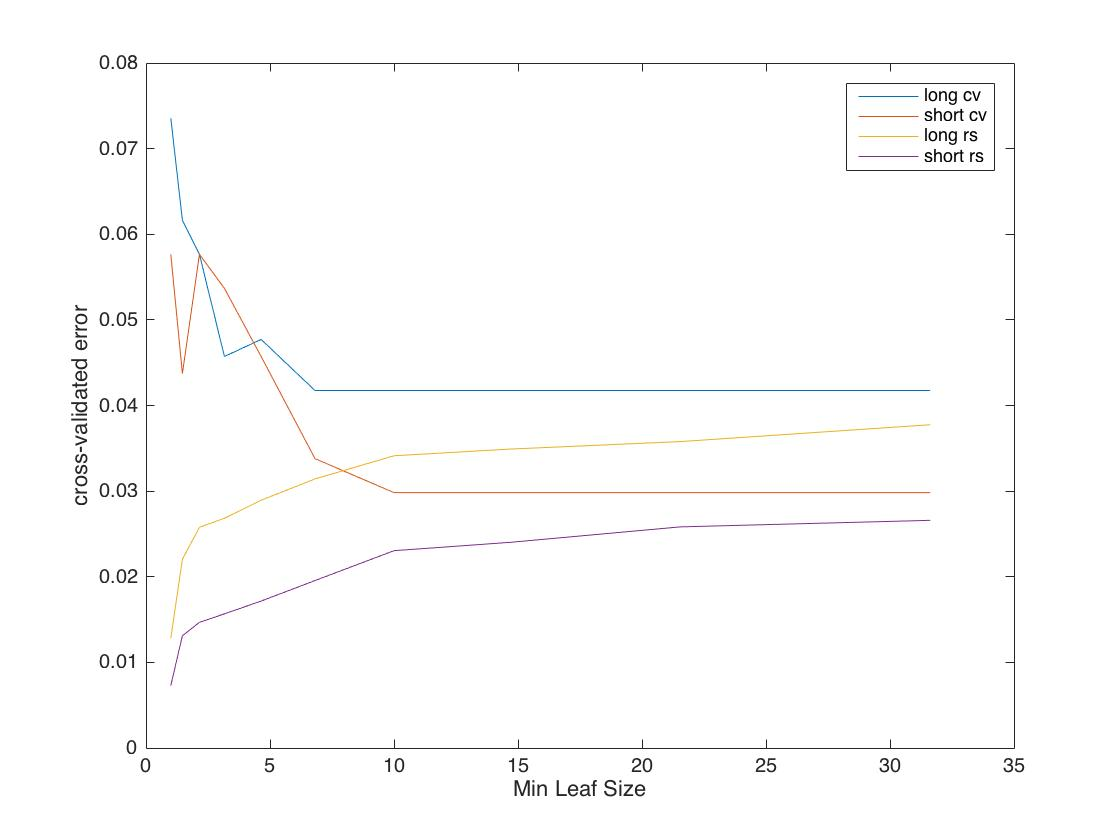 0.08
0.07
0.06
0.05
0.04
0.03
0.02
0.01
0
cross-validated error
long cv
short cv
long rs
short rs
0 5 10 15 20 25 30 35
Min Leaf Size